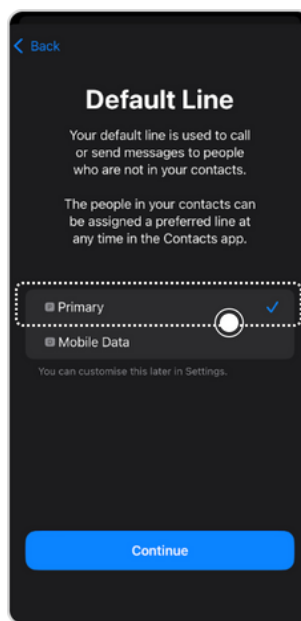 Back
Default Line
Your default line is used to call
or send messages to people
who are not in your contacts.
The people in your contacts can
be assigned a preferred line at
any time in the Contacts app.
Primary
Mobile Data
You can customise this later in Settings.
Continue